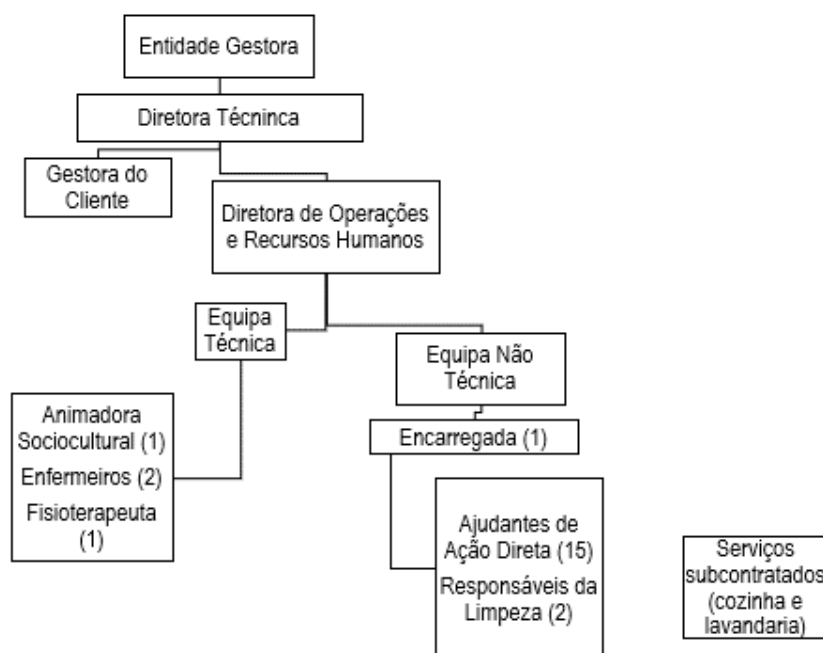 Entidade Gestora
Diretora Técninca
Gestora do
Cliente
Diretora de Operações
e Recursos Humanos
Equipa
Técnica
Equipa Não
Técnica
Animadora
Sociocultural (1)
Enfermeiros (2)
Fisioterapeuta
(1)
Encarregada (1)
Ajudantes de
Ação Direta (15)
Responsáveis da
Limpeza (2)
Serviços
subcontratados
(cozinha e
lavandaria)